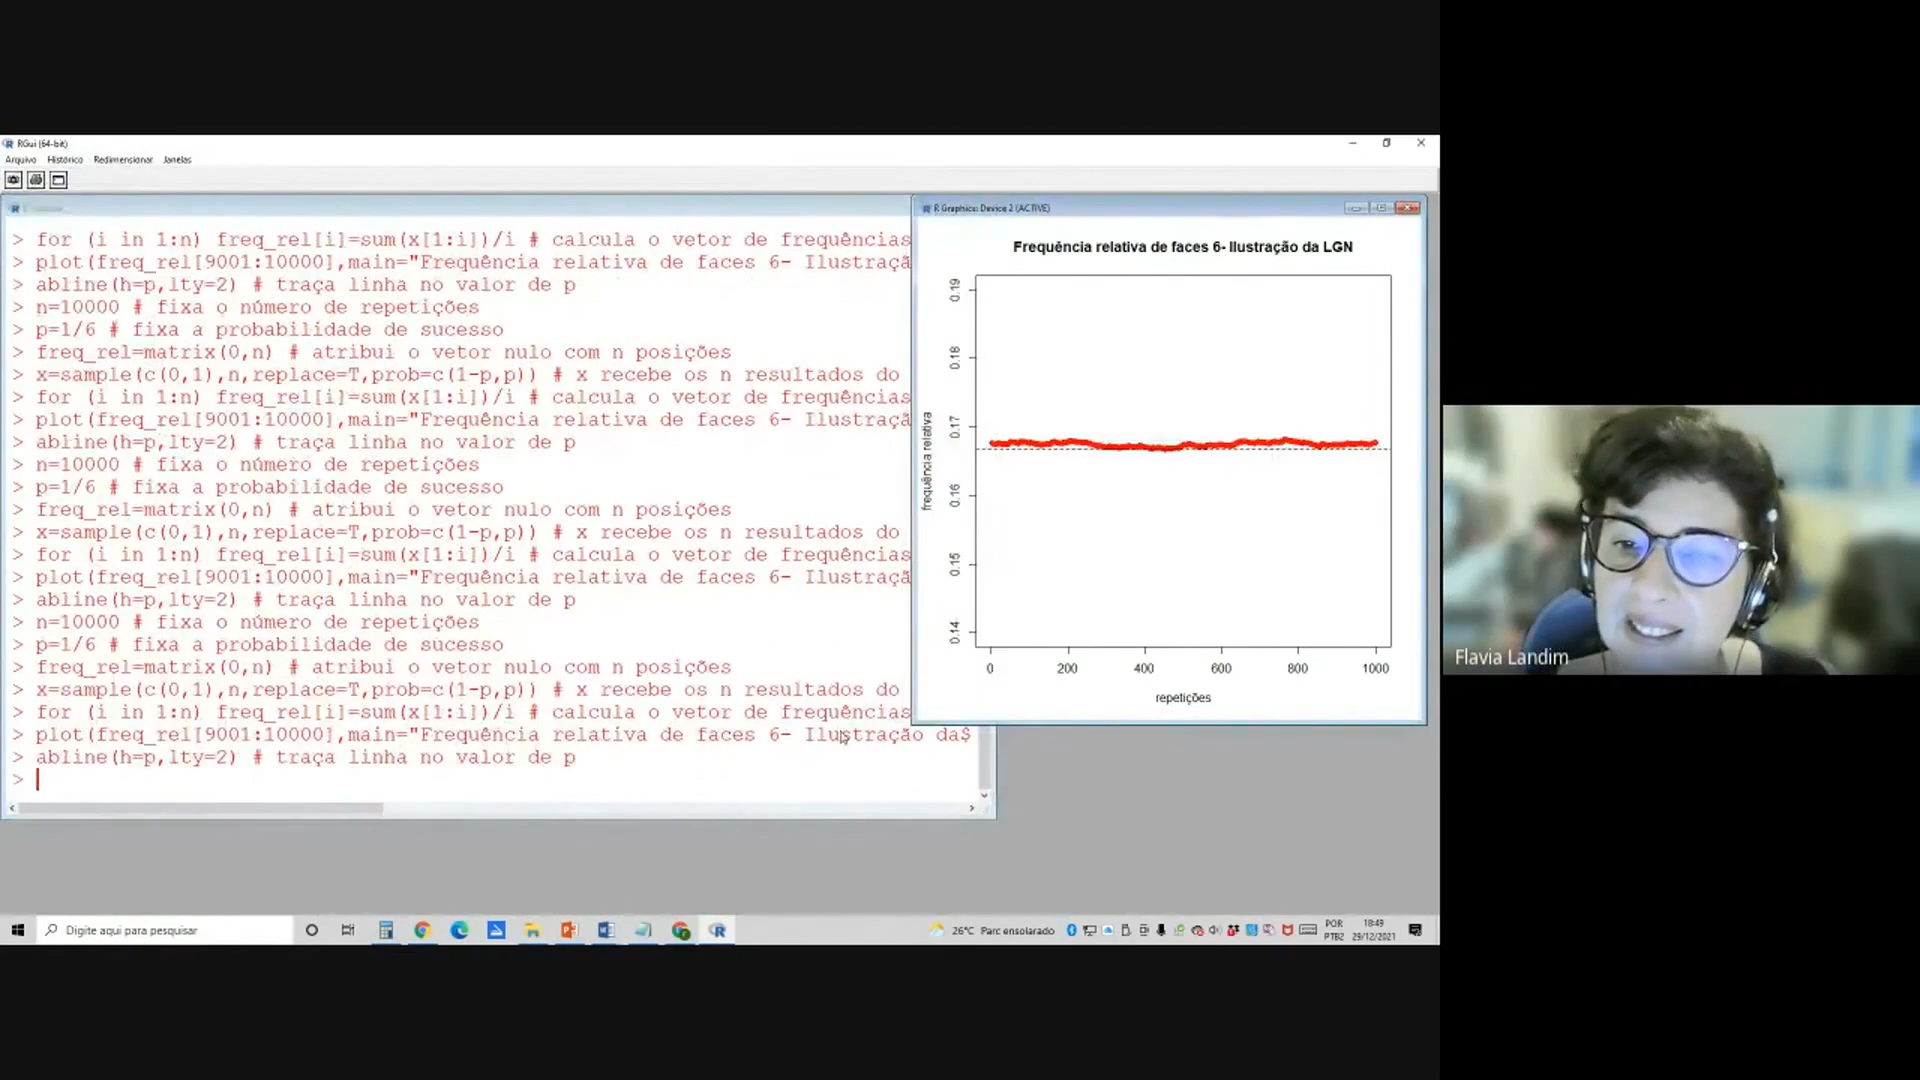 RGui (64-bit)
Arquivo Histórico Redimensionar Janelas
> for (i in 1:n) freq_rel[i]=sum(x[1:i])/i # calcula o vetor de frequências
> plot(freq_rel[9001:10000],main="Frequência relativa de faces 6- Ilustraçã
> abline(h=p,lty=2) # traça linha no valor de p
> n=10000 # fixa o número de repetições
> p=1/6 # fixa a probabilidade de sucesso
> freq_rel=matrix(0,n) # atribui o vetor nulo com n posições
> x=sample(c(0,1),n,replace=T,prob=c(1-p,p)) # x recebe os n resultados do
> for (i in 1:n) freq_rel[i]=sum(x[1:i])/i # calcula o vetor de frequências
> plot(freq_rel[9001:10000],main="Frequência relativa de faces 6- Ilustraçã
> abline(h=p,lty=2) # traça linha no valor de p
> n=10000 # fixa o número de repetições
> p=1/6 # fixa a probabilidade de sucesso
> freq_rel=matrix(0,n) # atribui o vetor nulo com n posições
> x=sample(c(0,1),n,replace=T,prob=c(1-p,p)) # x recebe os n resultados do
> for (i in 1:n) freq_rel[i]=sum(x[1:i])/i # calcula o vetor de frequências
> plot(freq_rel[9001:10000],main="Frequência relativa de faces 6- Ilustraçã
> abline(h=p,lty=2) # traça linha no valor de p
> n=10000 # fixa o número de repetições
> p=1/6 # fixa a probabilidade de sucesso
> freq_rel=matrix(0,n) # atribui o vetor nulo com n posições
> x=sample(c(0,1),n,replace=T,prob=c(1-p,p)) # x recebe os n resultados do
> for (i in 1:n) freq_rel[i]=sum(x[1:i])/i # calcula o vetor de frequências
> plot(freq_rel[9001:10000],main="Frequência relativa de faces 6- Ilustração da$
> abline(h=p,lty=2) # traça linha no valor de p
>
R Graphics: Device 2 (ACTIVE)
Frequência relativa de faces 6- Ilustração da LGN
frequência relativa
0.19
0.18
0.17
0.16
0.15
0.14
0 200 400 600 800 1000
repetições
Flavia Landim
Digite aqui para pesquisar
26°C Parc ensolarado
POR
PTB2
18:49
29/12/2021